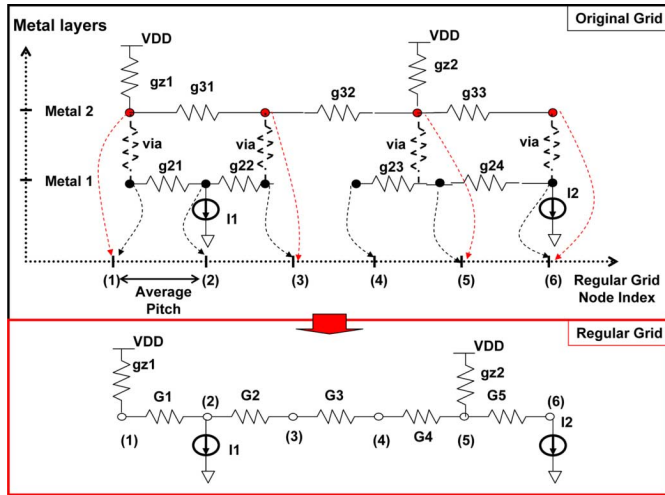 Metal layers
Original Grid
VDD
VDD
gz1
gz2
g31
g32
g33
Metal 2
via
via
via
via
g21
g22
g23
g24
Metal 1
I1
I2
(1)
(2)
(3)
(4)
(5)
(6)
Regular Grid
Node Index
Average
Pitch
Regular Grid
VDD
VDD
gz1
gz2
G1
(2)
G2
G3
G5
(6)
(1)
(3)
(4)
G4
(5)
I1
I2